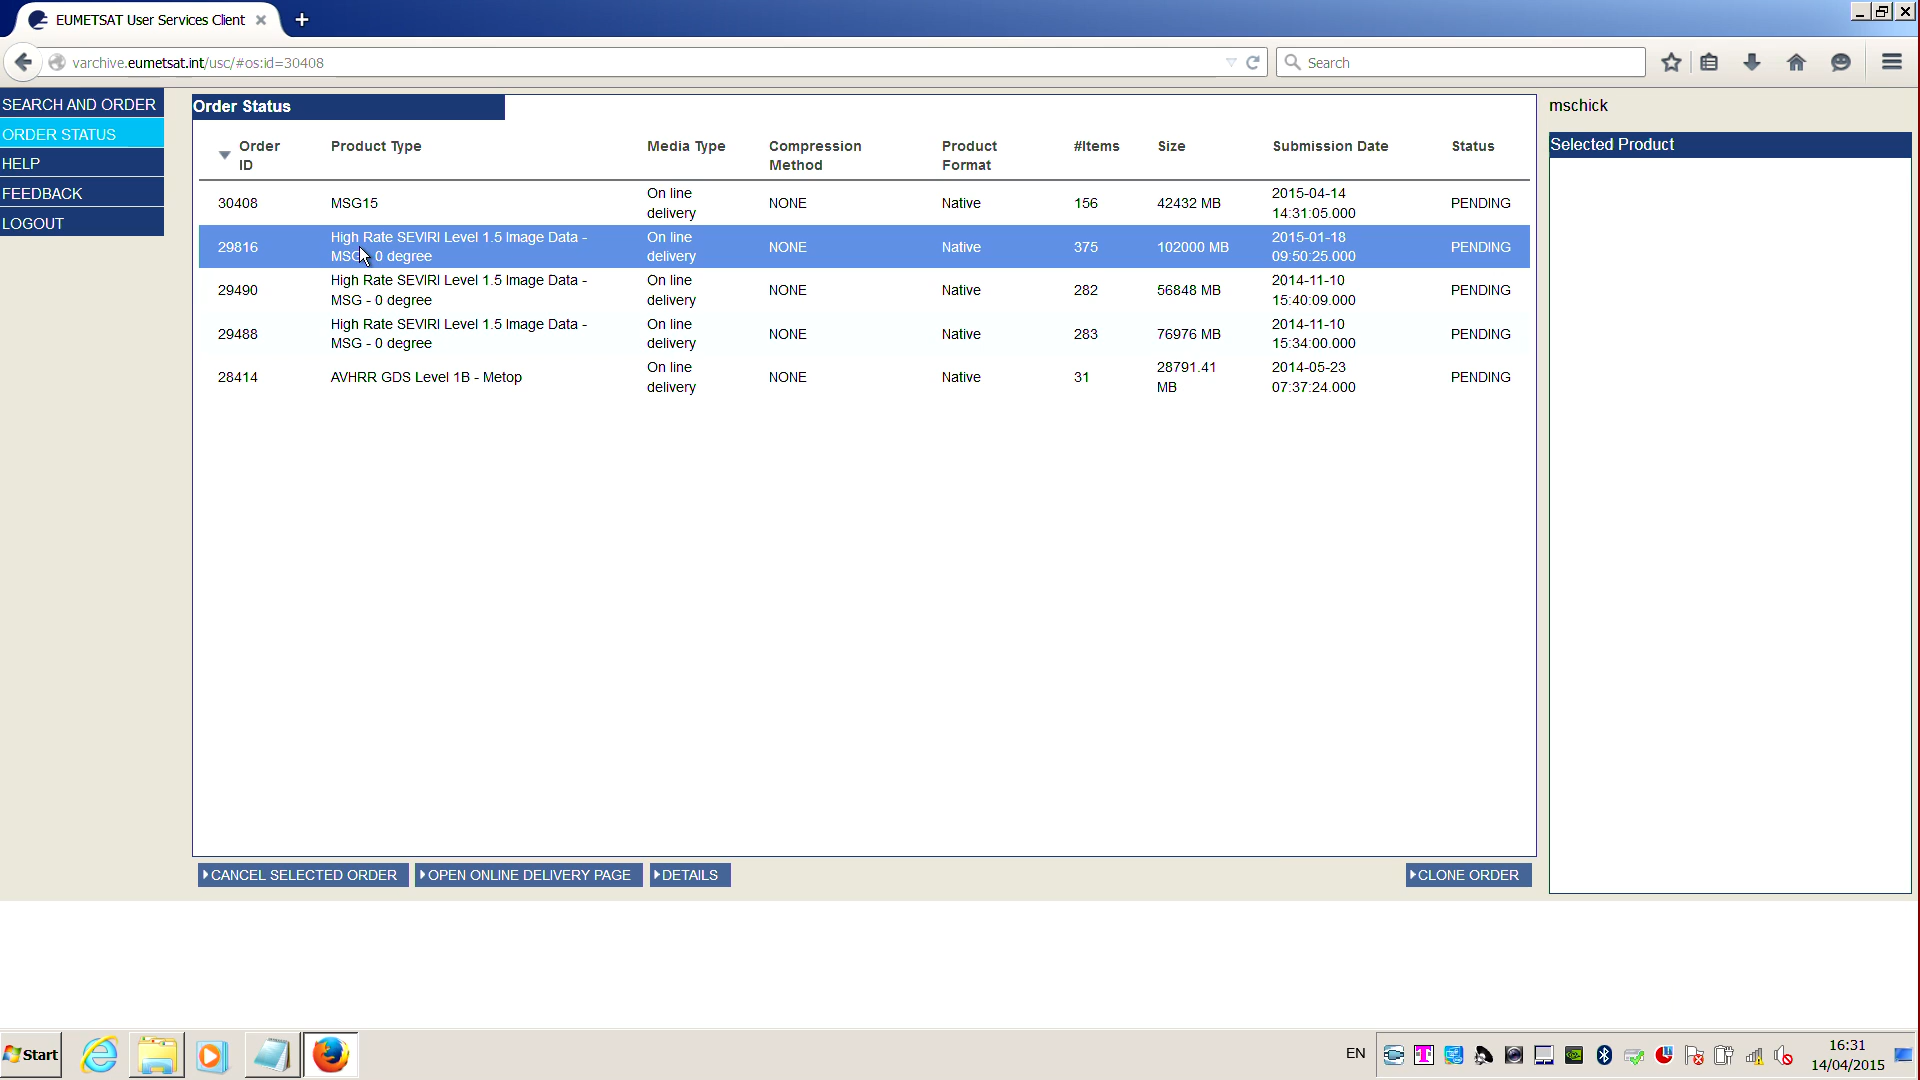 EUMETSAT User Services Client
varchive.eumetsat.int/usc/#os:id=30408
Search
SEARCH AND ORDER
ORDER STATUS
HELP
FEEDBACK
LOGOUT
Order Status
Order ID
Product Type
Media Type
Compression Method
Product Format
#Items
Size
Submission Date
Status
30408 MSG15 On line delivery NONE Native 156 42432 MB 2015-04-14 14:31:05.000 PENDING
29816 High Rate SEVIRI Level 1.5 Image Data - MSG 0 degree On line delivery NONE Native 375 102000 MB 2015-01-18 09:50:25.000 PENDING
29490 High Rate SEVIRI Level 1.5 Image Data - MSG - 0 degree On line delivery NONE Native 282 56848 MB 2014-11-10 15:40:09.000 PENDING
29488 High Rate SEVIRI Level 1.5 Image Data - MSG - 0 degree On line delivery NONE Native 283 76976 MB 2014-11-10 15:34:00.000 PENDING
28414 AVHRR GDS Level 1B - Metop On line delivery NONE Native 31 28791.41 MB 2014-05-23 07:37:24.000 PENDING
CANCEL SELECTED ORDER
OPEN ONLINE DELIVERY PAGE
DETAILS
CLONE ORDER
mschick
Selected Product
Start
EN
16:31
14/04/2015